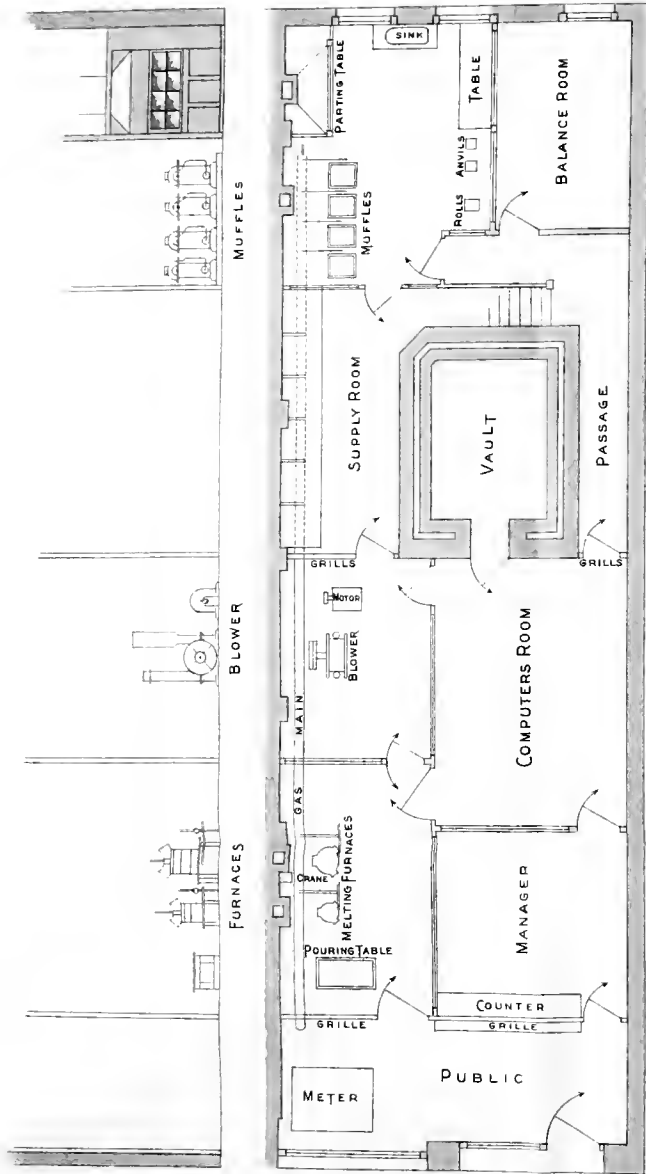 MUFFLES
BLOWER
FURNACES
SINK
PARTING TABLE
TABLE
BALANCE ROOM
ANVILS
ROLLS
MUFFLES
SUPPLY ROOM
VAULT
PASSAGE
GRILLS
GRILLS
MOTOR
BLOWER
COMPUTERS ROOM
GAS MAIN
CRANE
MELTING FURNACES
POURING TABLE
MANAGER
COUNTER
GRILLE
GRILLE
METER
PUBLIC